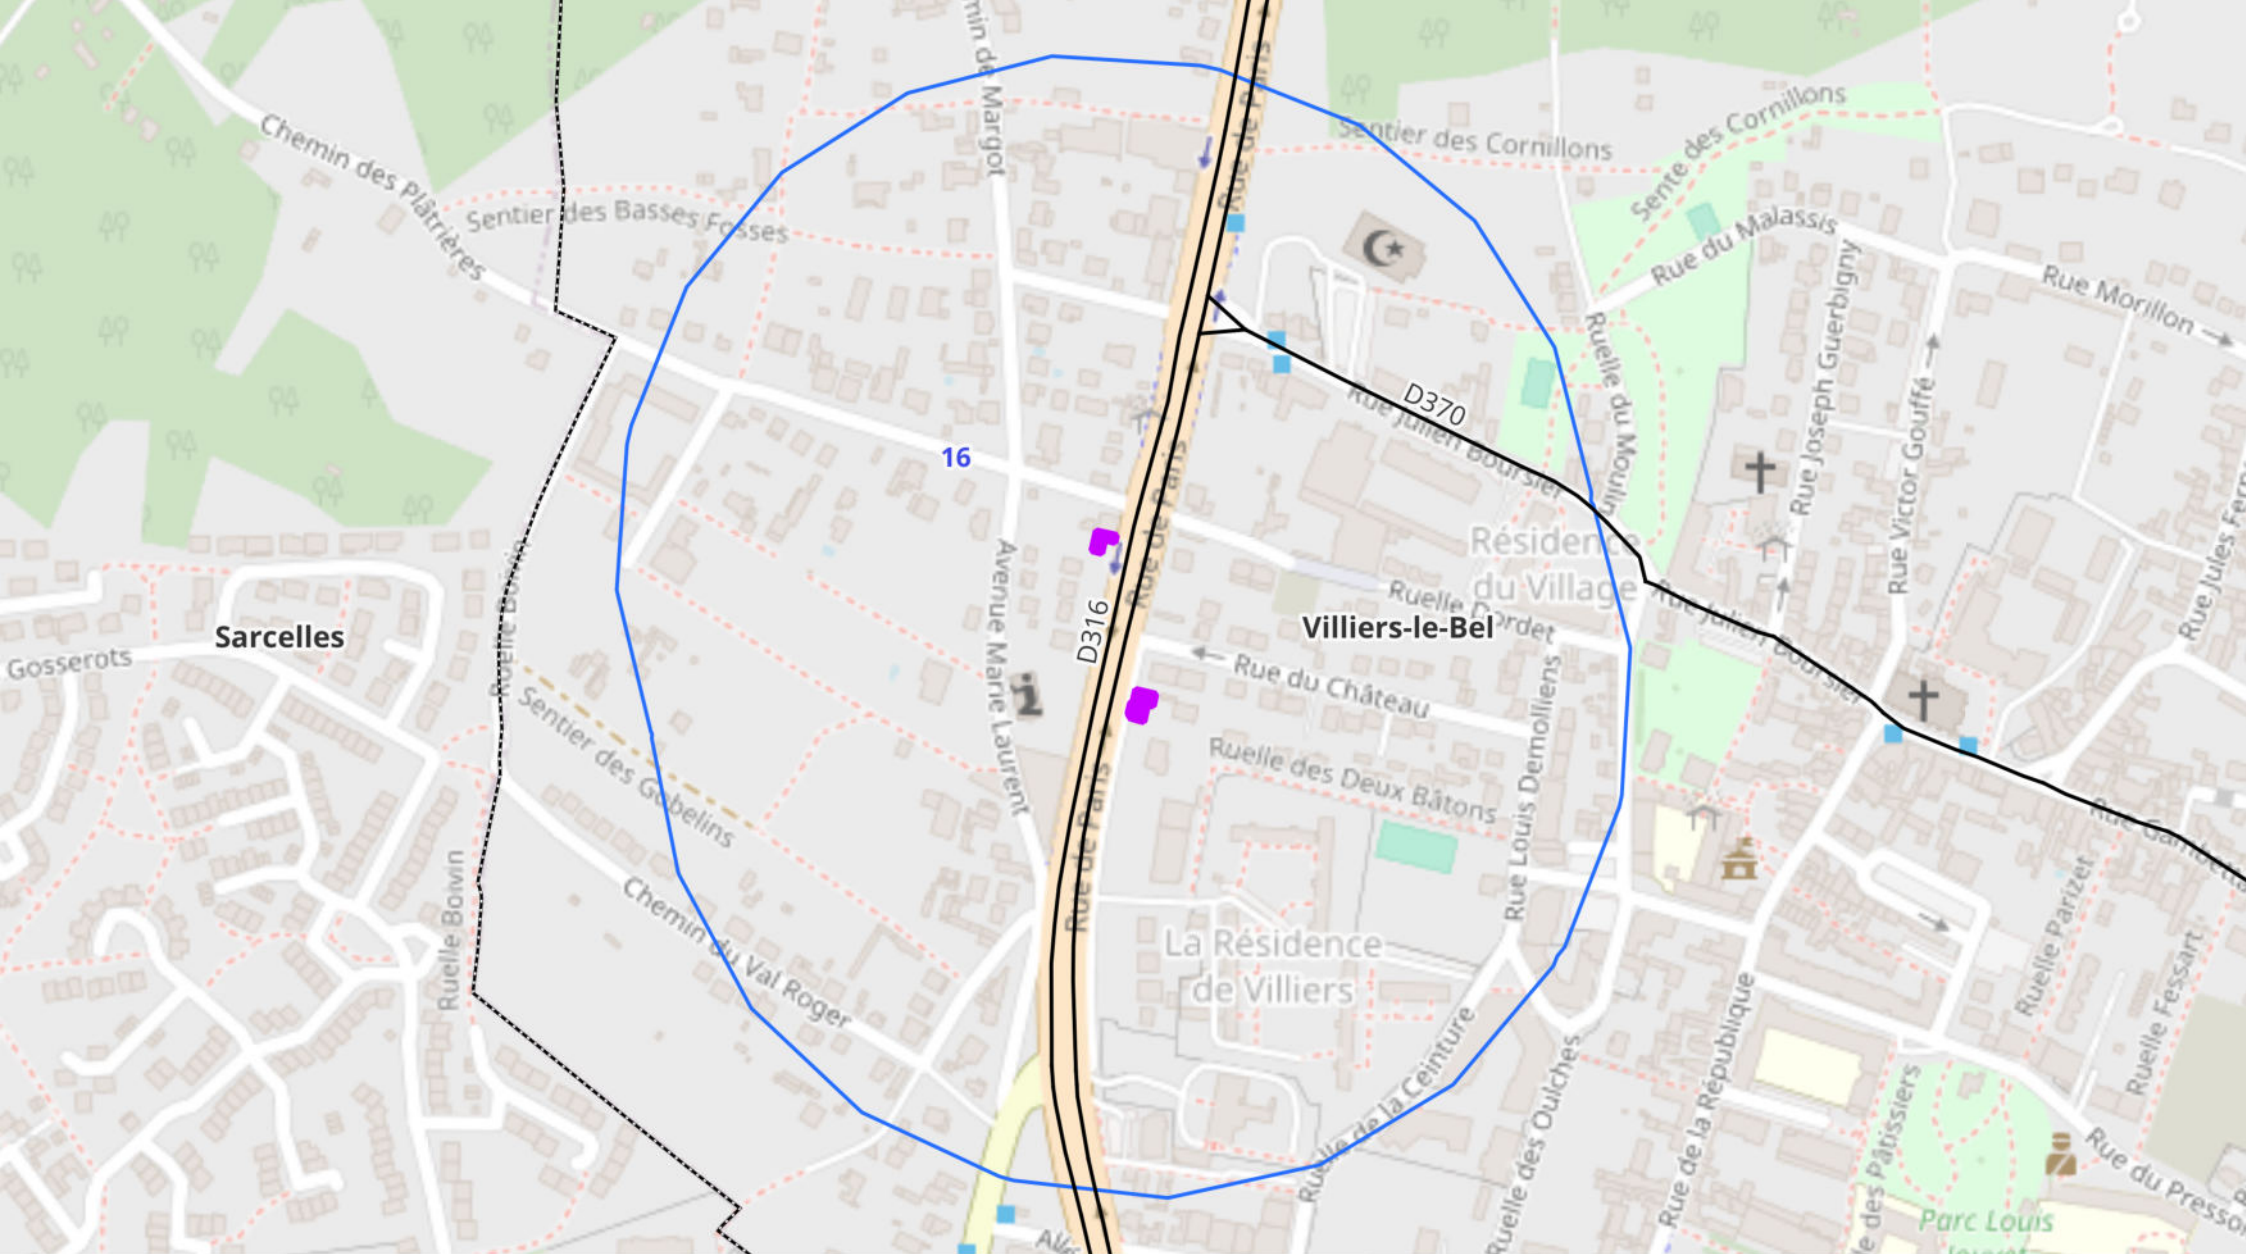 Rue de Paris
Chemin de Margot
Sente des Cornillons
Sentier des Cornillons
Chemin des Plâtrières
Sentier des Basses Fosses
Rue du Malassis
Rue Morillon
Rue Joseph Guerbigny
Rue Victor Gouffé
Ruelle du Moulin
D370
Rue Julien Boursier
16
Rue de Paris
Résidence
du Village
Ruelle Dordet
Villiers-le-Bel
Rue Julien Boursier
Ruelle Boivin
Sarcelles
Gosserots
Avenue Marie Laurent
D316
Rue du Château
Sentier des Gobelins
Ruelle des Deux Bâtons
Rue Louis Demolliens
Rue de Paris
Rue Gambetta
Ruelle Boivin
Chemin du Val Roger
La Résidence
de Villiers
Ruelle Parizet
Ruelle Fessart
Ruelle de la Ceinture
Ruelle des Oulches
Rue de la République
Parc Louis